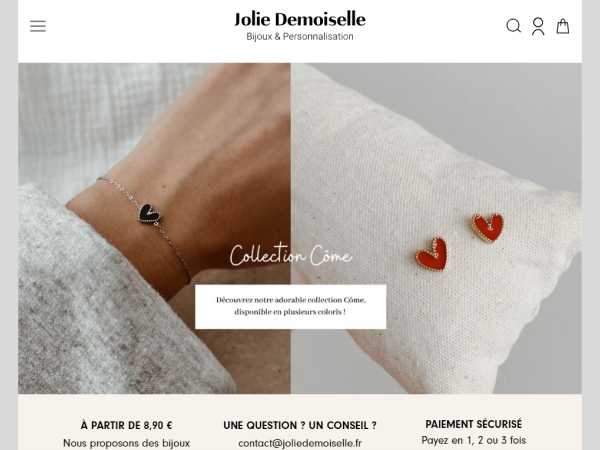 Jolie Demoiselle
Bijoux & Personnalisation
Collection Côme
Découvrez notre adorable collection Côme,
disponible en plusieurs coloris !
À PARTIR DE 8,90 €
Nous proposons des bijoux
UNE QUESTION ? UN CONSEIL ?
contact@joliedemoiselle.fr
PAIEMENT SÉCURISÉ
Payez en 1, 2 ou 3 fois